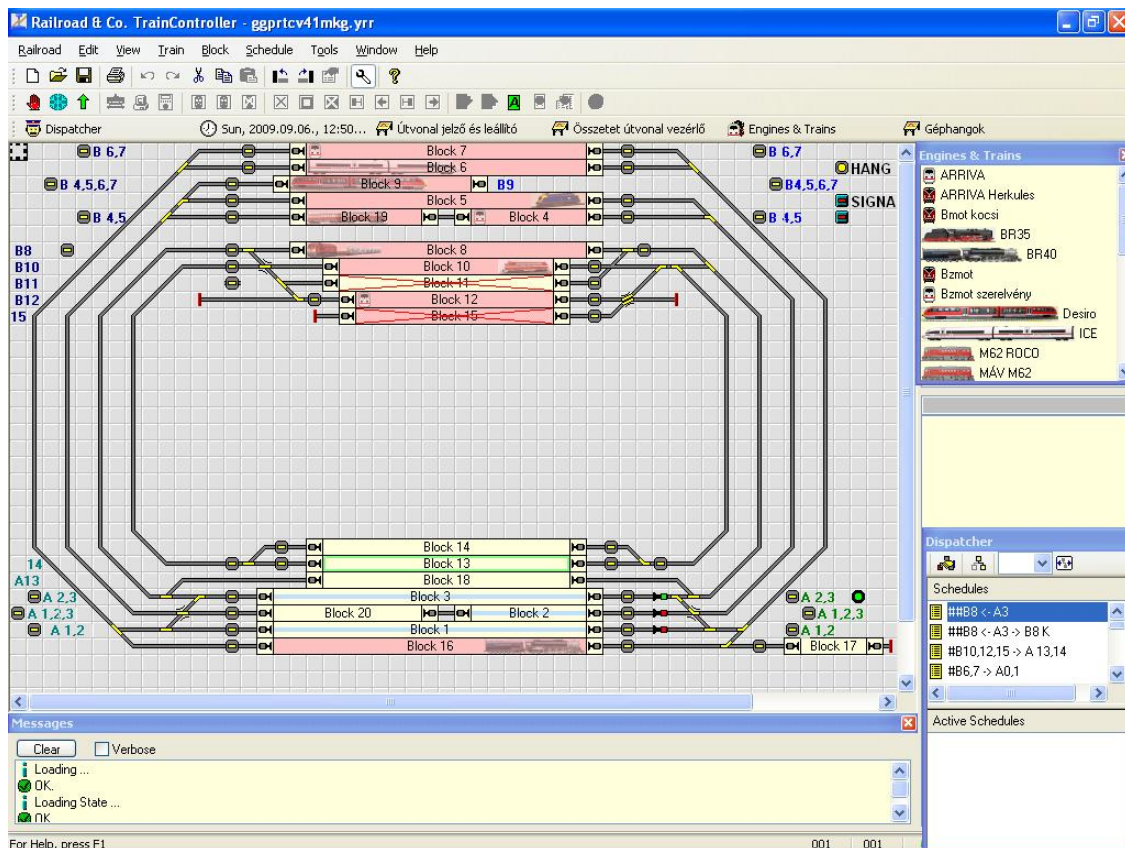 Railroad & Co. TrainController - ggprtcv41mkg.yrr
Railroad Edit View Train Block Schedule Tools Window Help
Dispatcher Sun, 2009.09.06., 12:50... Útvonal jelző és leállító Összetet útvonal vezérlő Engines & Trains Géphangok
B 6,7 Block 7 B 6,7
Block 6 HANG
B 4,5,6,7 Block 9 B9 B4,5,6,7
Block 5 SIGNA
B 4,5 Block 19 Block 4 B 4,5
B8 Block 8
B10 Block 10
B11 Block 11
B12 Block 12
15 Block 15
Block 14
14 Block 13
A13 Block 18
A 2,3 Block 3 A 2,3
A 1,2,3 Block 20 Block 2 A 1,2,3
A 1,2 Block 1 A 1,2
Block 16 Block 17
Engines & Trains
ARRIVA
ARRIVA Herkules
Bmot kocsi
BR35
BR40
Bzmot
Bzmot szerelvény
Desiro
ICE
M62 ROCO
MÁV M62
Dispatcher
Schedules
##B8 <- A3
##B8 <- A3 -> B8 K
#B10,12,15 -> A 13,14
#B6,7 -> A0,1
Active Schedules
Messages
Clear Verbose
Loading ...
OK.
Loading State ...
OK
For Help, press F1 001 001